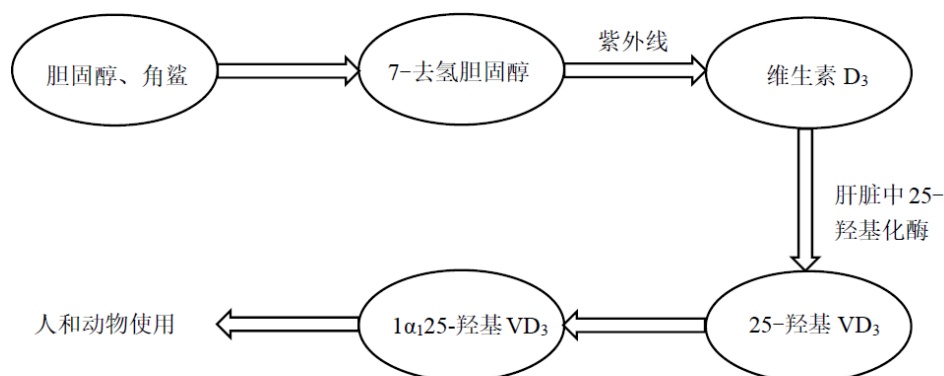 胆固醇、角鲨
7-去氢胆固醇
紫外线
维生素 D₃
肝脏中 25-
羟基化酶
25-羟基 VD₃
1α₁25-羟基 VD₃
人和动物使用